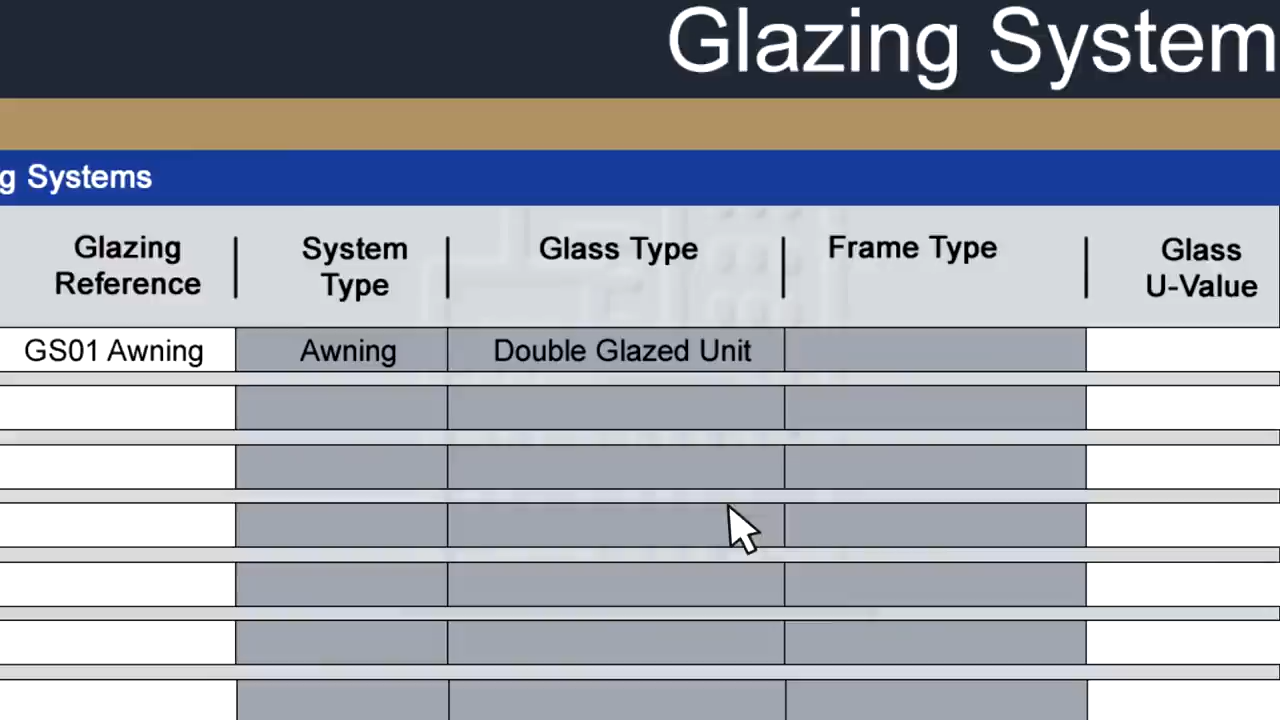 Glazing System
g Systems
Glazing Reference
System Type
Glass Type
Frame Type
Glass U-Value
GS01 Awning
Awning
Double Glazed Unit